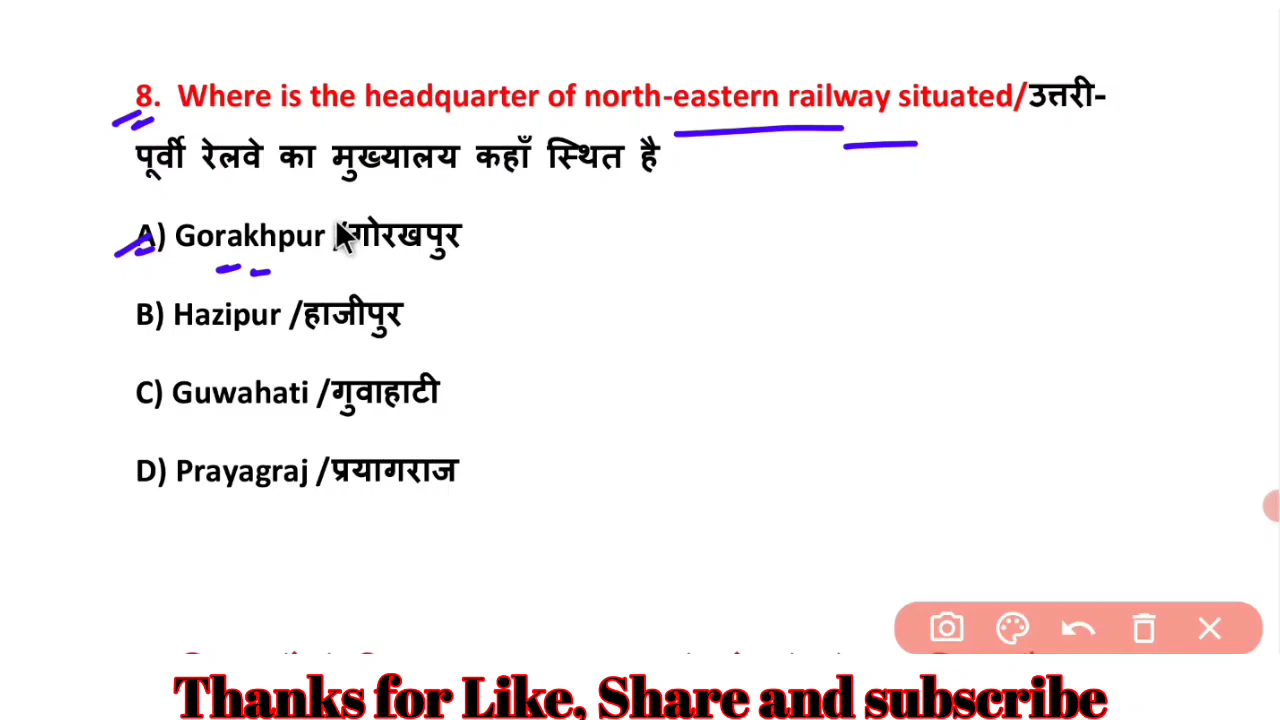 8. Where is the headquarter of north-eastern railway situated/उत्तरी-
पूर्वी रेलवे का मुख्यालय कहाँ स्थित है
A) Gorakhpur /गोरखपुर
B) Hazipur /हाजीपुर
C) Guwahati /गुवाहाटी
D) Prayagraj /प्रयागराज
Thanks for Like, Share and subscribe